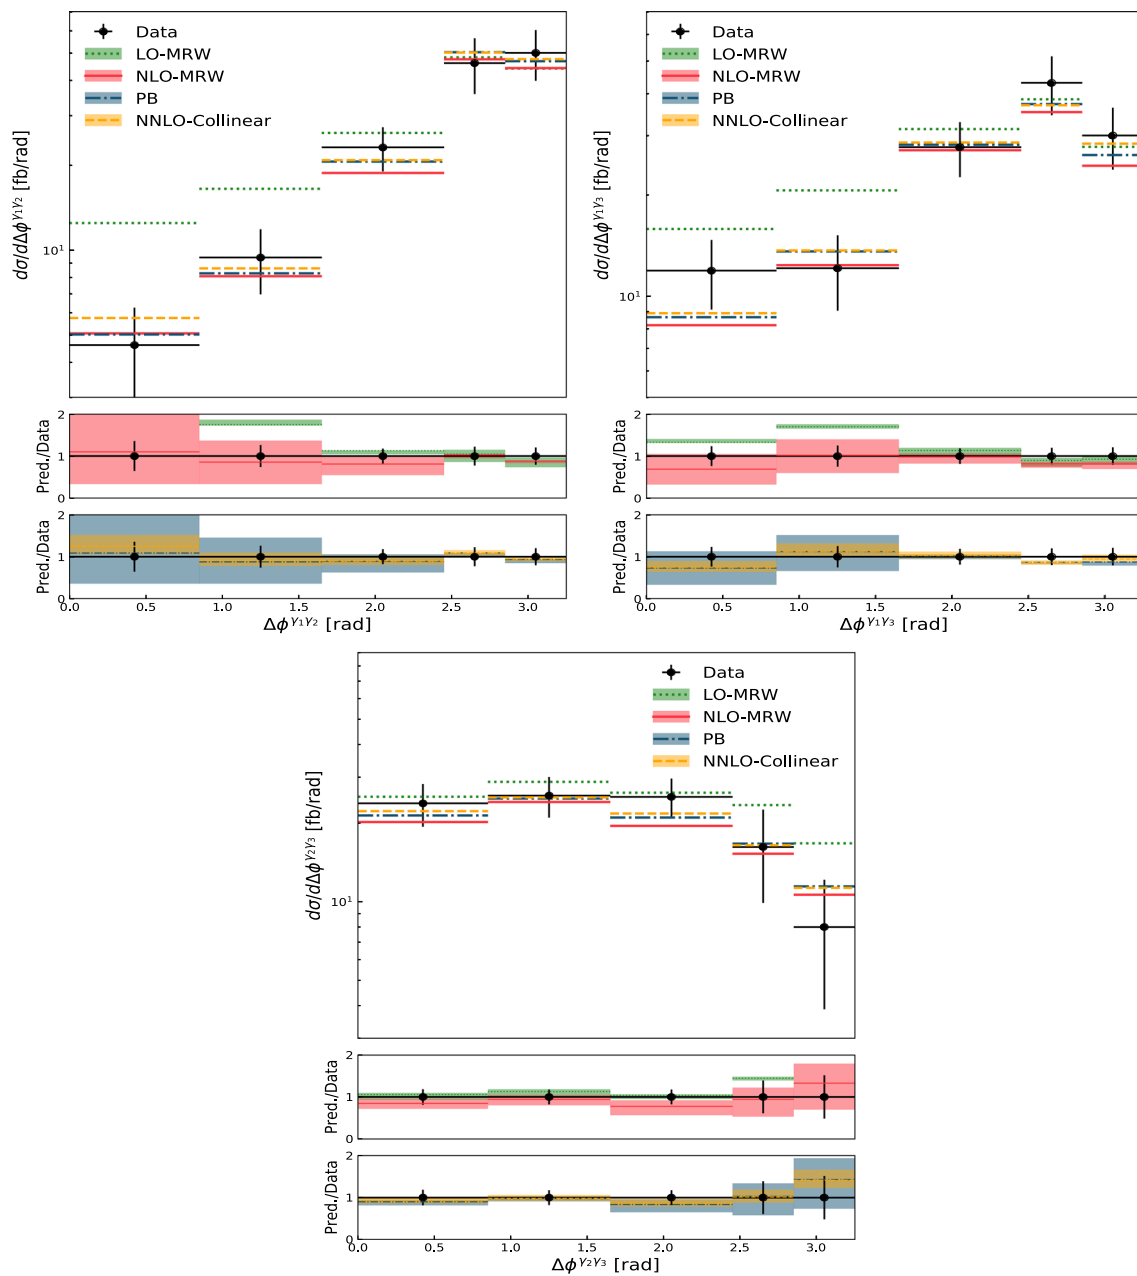 Data
LO-MRW
NLO-MRW
PB
NNLO-Collinear
dσ/dΔϕ^γ₁γ₂ [fb/rad]
10¹
Pred./Data
2
1
0
Pred./Data
2
1
0
0.0 0.5 1.0 1.5 2.0 2.5 3.0
Δϕ^γ₁γ₂ [rad]
Data
LO-MRW
NLO-MRW
PB
NNLO-Collinear
dσ/dΔϕ^γ₁γ₃ [fb/rad]
10¹
Pred./Data
2
1
0
Pred./Data
2
1
0
0.0 0.5 1.0 1.5 2.0 2.5 3.0
Δϕ^γ₁γ₃ [rad]
Data
LO-MRW
NLO-MRW
PB
NNLO-Collinear
dσ/dΔϕ^γ₂γ₃ [fb/rad]
10¹
Pred./Data
2
1
0
Pred./Data
2
1
0
0.0 0.5 1.0 1.5 2.0 2.5 3.0
Δϕ^γ₂γ₃ [rad]